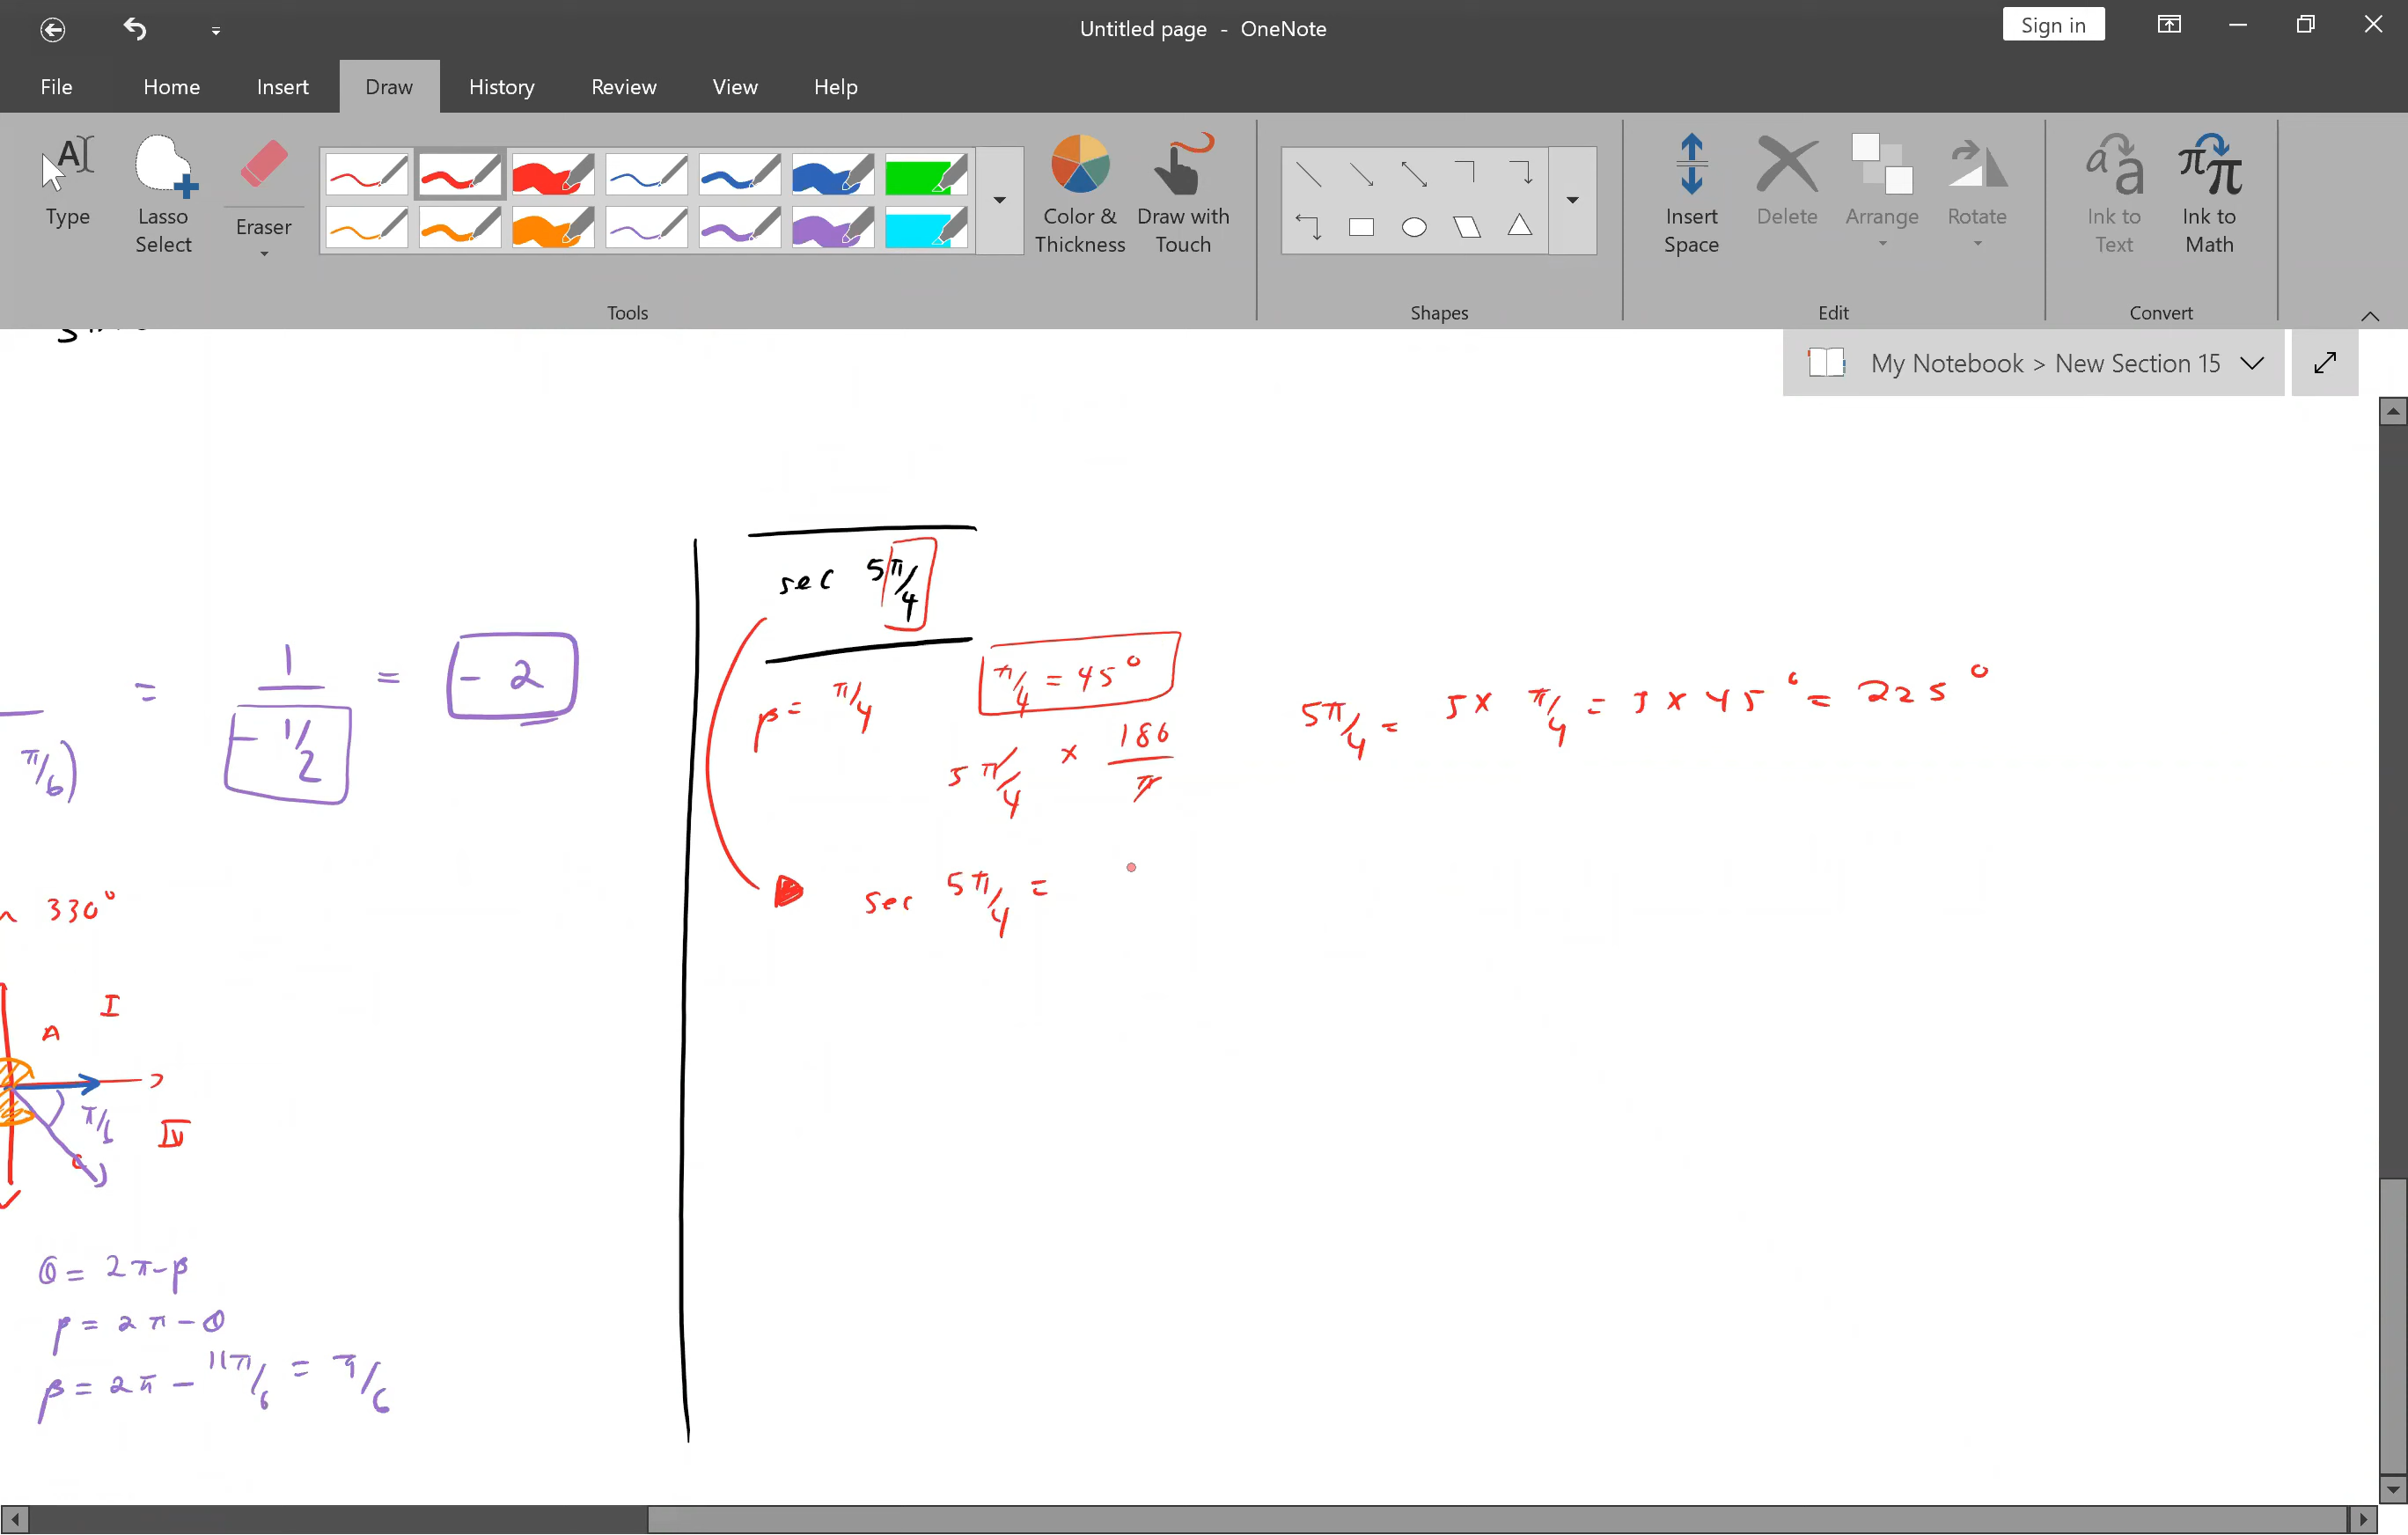 Untitled page - OneNote
Sign in
File Home Insert Draw History Review View Help
Type
Lasso Select
Eraser
Color & Thickness
Draw with Touch
Insert Space
Delete
Arrange
Rotate
Ink to Text
Ink to Math
Tools
Shapes
Edit
Convert
My Notebook > New Section 15
π/6)
= 1 / -1/2 = -2
330°
A I
π/6
IV
C
θ = 2π-β
β = 2π-θ
β = 2π - 11π/6 = π/6
sec 5π/4
β = π/4
π/4 = 45°
5π/4 × 180/π
5π/4 = 5 × π/4 = 5 × 45° = 225°
sec 5π/4 =